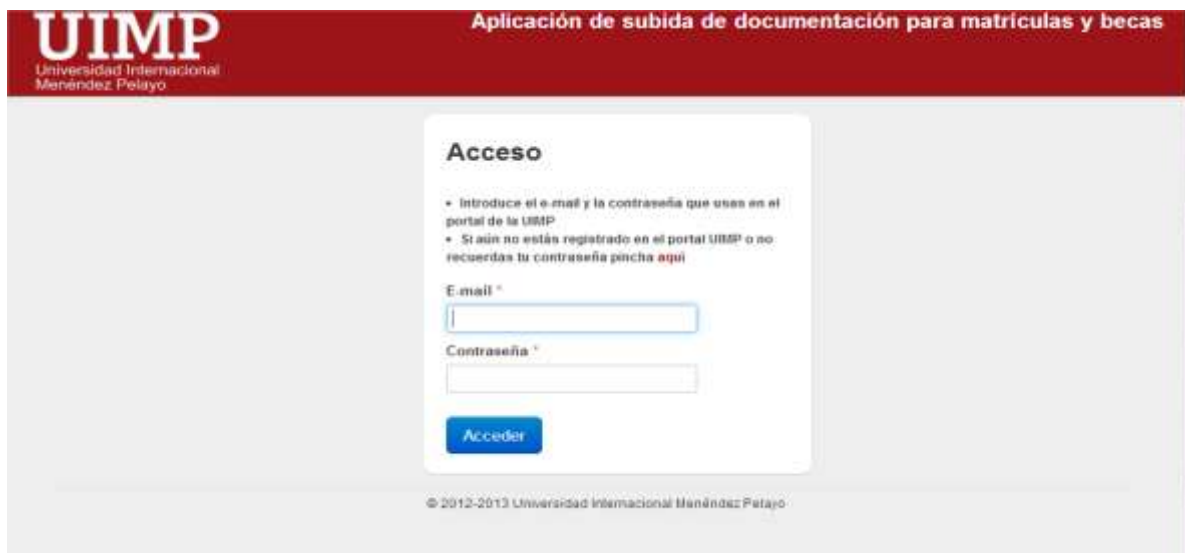 UIMP
Aplicación de subida de documentación para matrículas y becas
Universidad Internacional
Menéndez Pelayo
Acceso
• Introduce el e-mail y la contraseña que usas en el
portal de la UIMP
• Si aún no estás registrado en el portal UIMP o no
recuerdas tu contraseña pincha aquí
E-mail *
Contraseña *
Acceder
© 2012-2013 Universidad Internacional Menéndez Pelayo